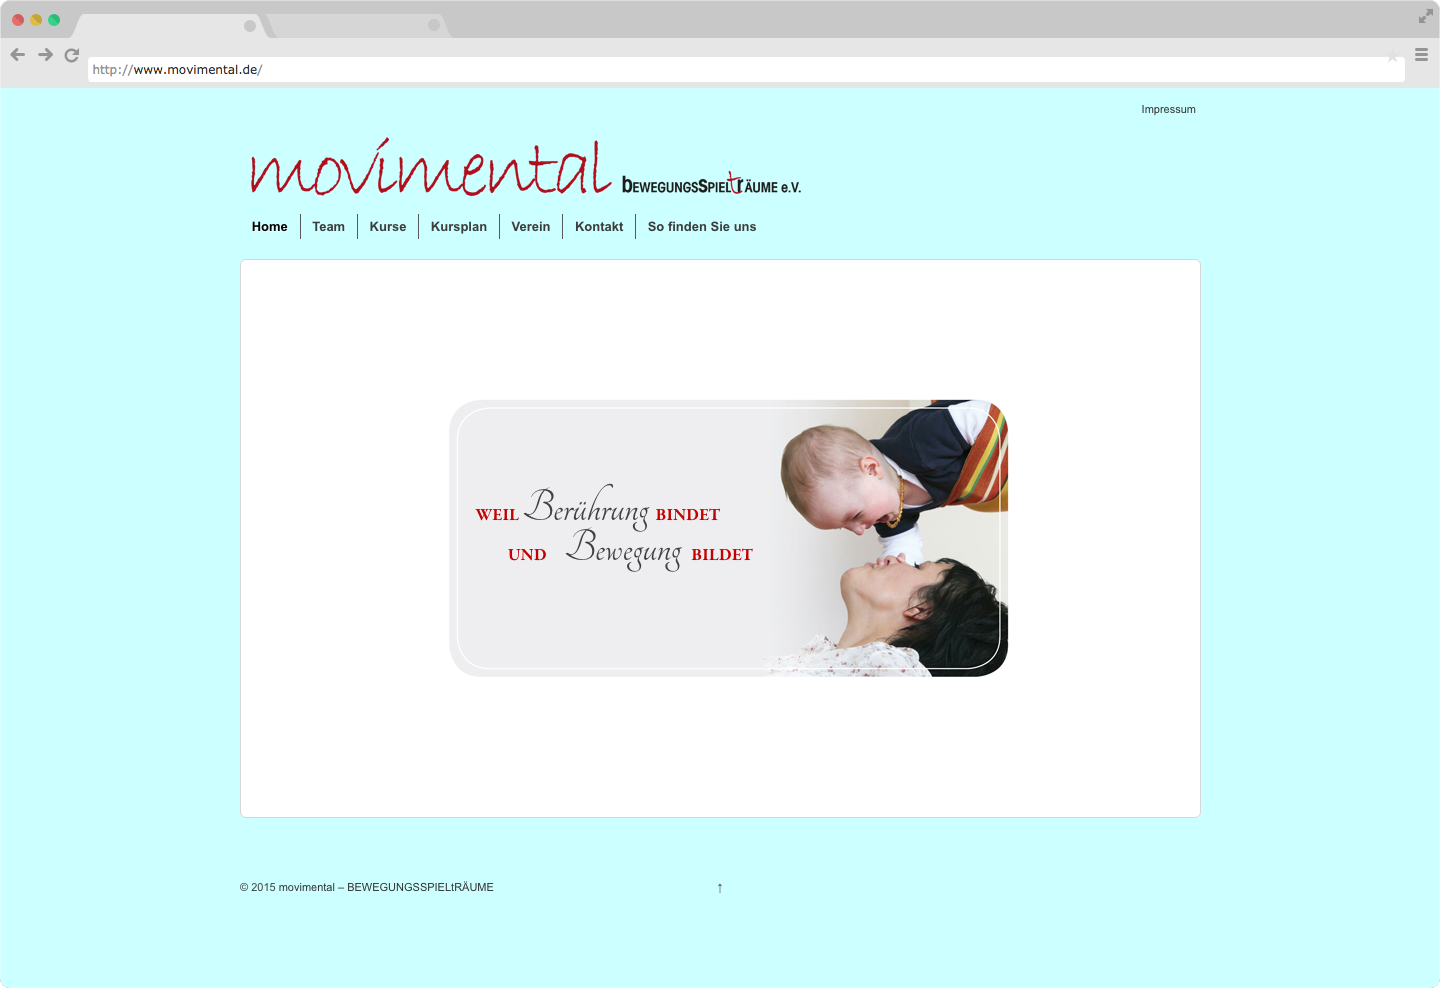 http://www.movimental.de/
Impressum
movimental BEWEGUNGSSPIELtRÄUME e.V.
Home Team Kurse Kursplan Verein Kontakt So finden Sie uns
WEIL Berührung BINDET
UND Bewegung BILDET
© 2015 movimental – BEWEGUNGSSPIELtRÄUME ↑